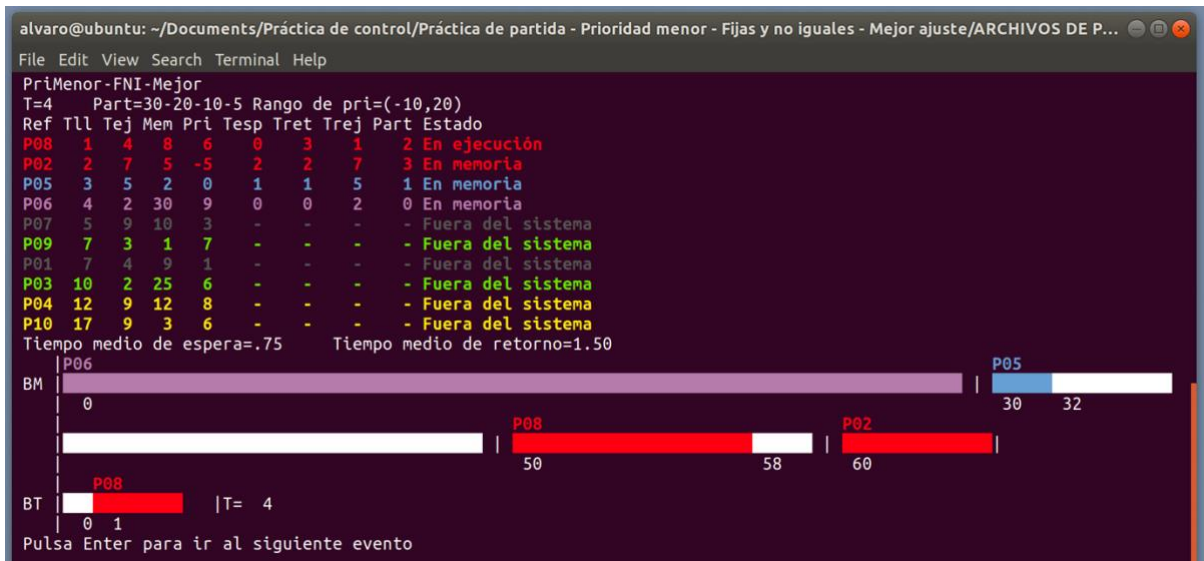 alvaro@ubuntu: ~/Documents/Práctica de control/Práctica de partida - Prioridad menor - Fijas y no iguales - Mejor ajuste/ARCHIVOS DE P...
File Edit View Search Terminal Help
PriMenor-FNI-Mejor
T=4 Part=30-20-10-5 Rango de pri=(-10,20)
Ref Tll Tej Mem Pri Tesp Tret Trej Part Estado
P08 1 4 8 6 0 3 1 2 En ejecución
P02 2 7 5 -5 2 2 7 3 En memoria
P05 3 5 2 0 1 1 5 1 En memoria
P06 4 2 30 9 0 0 2 0 En memoria
P07 5 9 10 3 - - - - Fuera del sistema
P09 7 3 1 7 - - - - Fuera del sistema
P01 7 4 9 1 - - - - Fuera del sistema
P03 10 2 25 6 - - - - Fuera del sistema
P04 12 9 12 8 - - - - Fuera del sistema
P10 17 9 3 6 - - - - Fuera del sistema
Tiempo medio de espera=.75 Tiempo medio de retorno=1.50
|P06 P05
BM | |
| 0 30 32
| P08 P02
| | | |
| 50 58 60
| P08
BT | |T= 4
| 0 1
Pulsa Enter para ir al siguiente evento